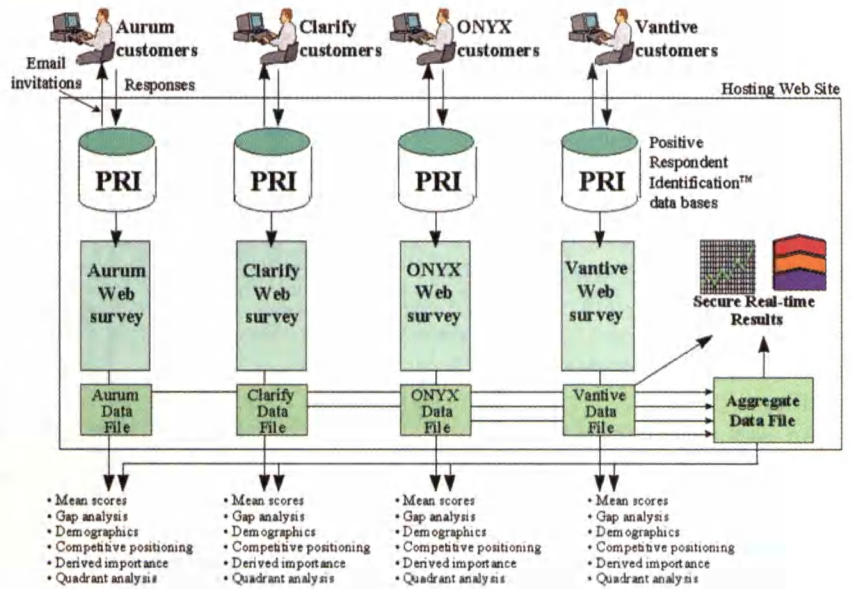 Aurum
customers
Clarify
customers
ONYX
customers
Vantive
customers
Email
invitations
Responses
Hosting Web Site
PRI
PRI
PRI
PRI
Positive
Respondent
Identification™
data bases
Aurum
Web
survey
Clarify
Web
survey
ONYX
Web
survey
Vantive
Web
survey
Secure Real-time
Results
Aurum
Data
File
Clarify
Data
File
ONYX
Data
File
Vantive
Data
File
Aggregate
Data File
• Mean scores
• Gap analysis
• Demographics
• Competitive positioning
• Derived importance
• Quadrant analysis
• Mean scores
• Gap analysis
• Demographics
• Competitive positioning
• Derived importance
• Quadrant analysis
• Mean scores
• Gap analysis
• Demographics
• Competitive positioning
• Derived importance
• Quadrant analysis
• Mean scores
• Gap analysis
• Demographics
• Competitive positioning
• Derived importance
• Quadrant analysis